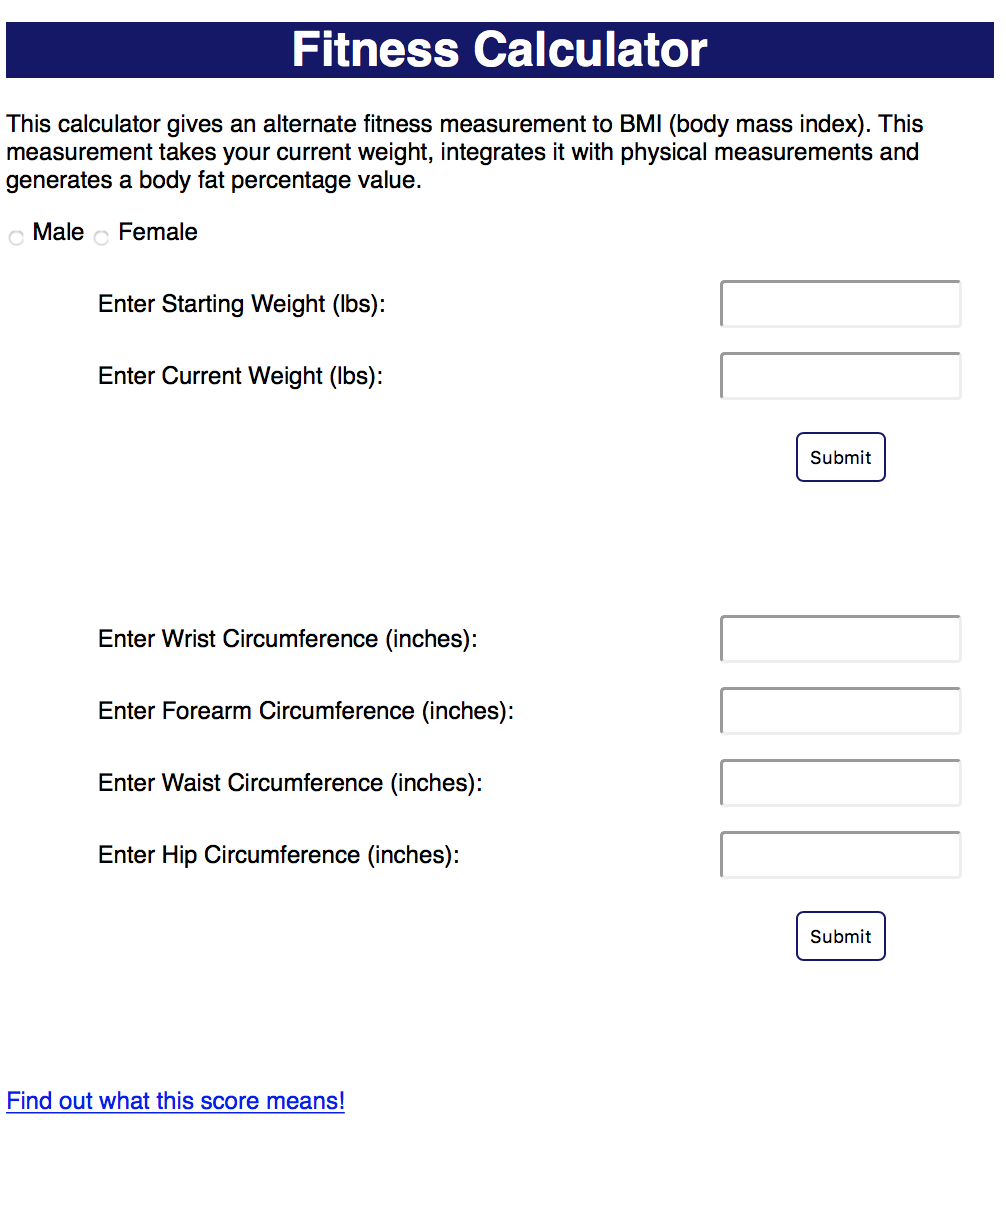 Fitness Calculator
This calculator gives an alternate fitness measurement to BMI (body mass index). This
measurement takes your current weight, integrates it with physical measurements and
generates a body fat percentage value.
Male Female
Enter Starting Weight (lbs):
Enter Current Weight (lbs):
Submit
Enter Wrist Circumference (inches):
Enter Forearm Circumference (inches):
Enter Waist Circumference (inches):
Enter Hip Circumference (inches):
Submit
Find out what this score means!